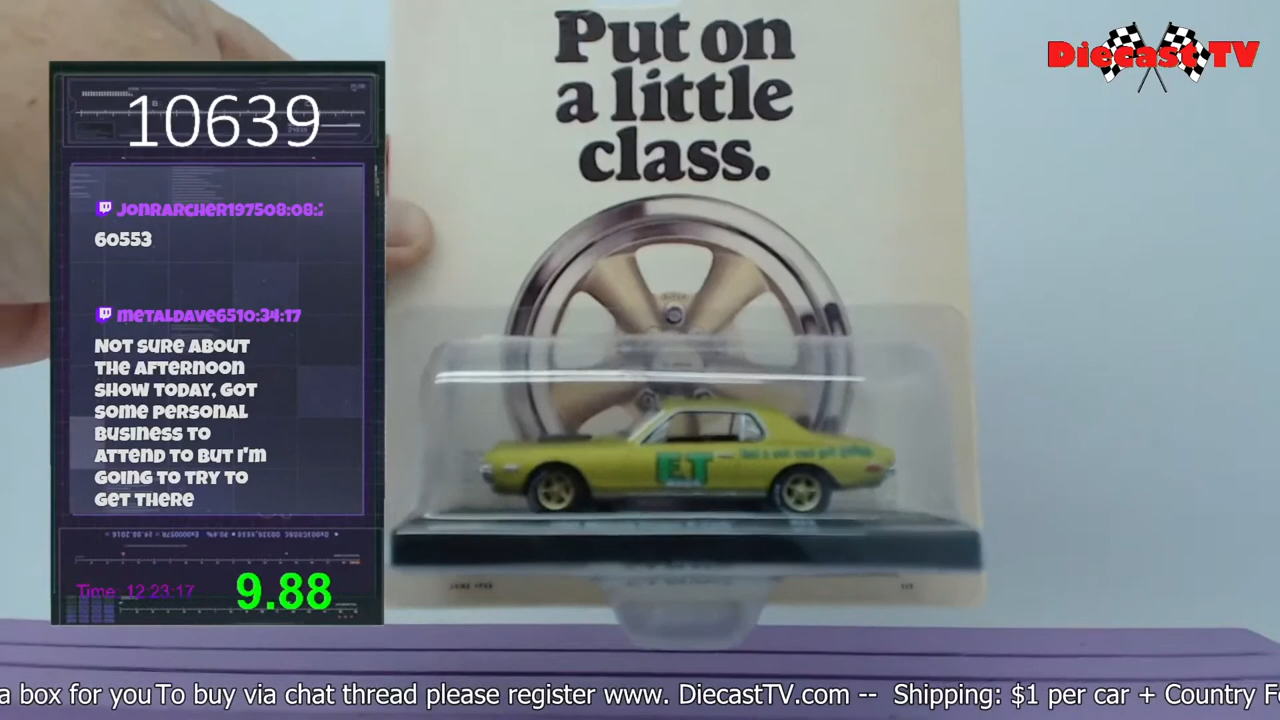 Put on
a little
class.
Diecast TV
10639
JonRarcher197508:08:
60553
metalDave6510:34:17
NOT SURE ABOUT
THE AFTERNOON
SHOW TODAY, GOT
SOME PERSONAL
BUSINESS TO
ATTEND TO BUT I'M
GOING TO TRY TO
GET THERE
ET
Time 12:23:17
9.88
a box for you To buy via chat thread please register www. DiecastTV.com -- Shipping: $1 per car + Country F